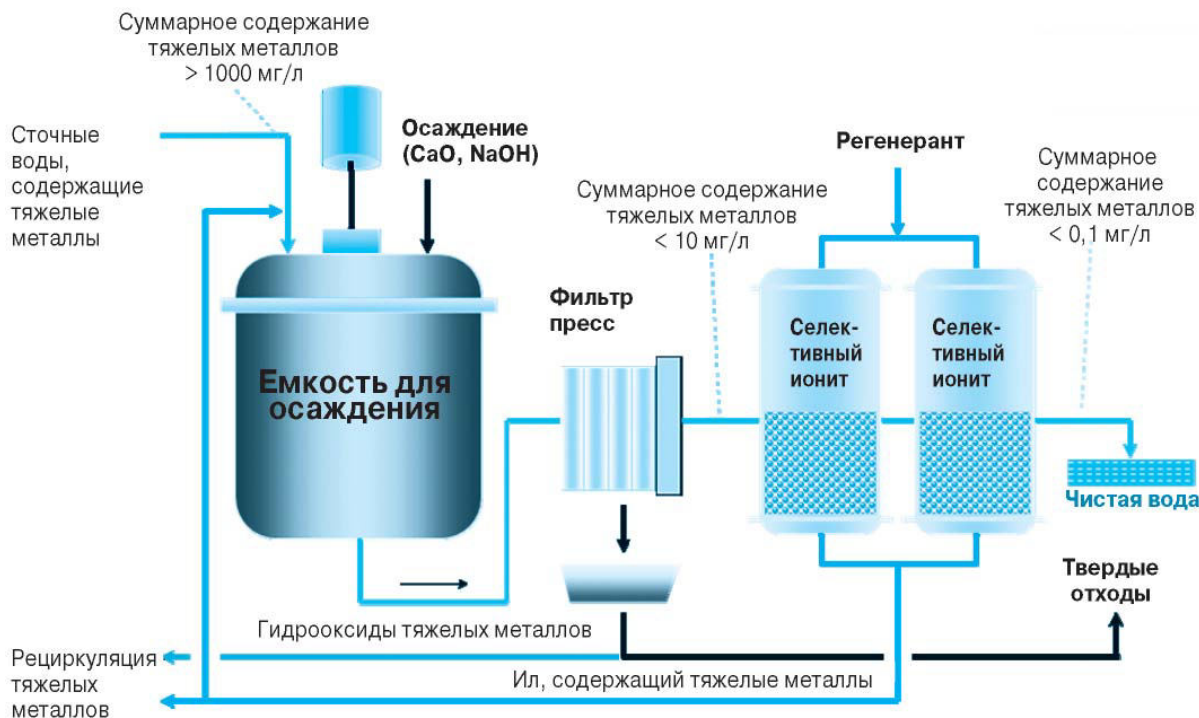 Суммарное содержание
тяжелых металлов
> 1000 мг/л
Сточные
воды,
содержащие
тяжелые
металлы
Осаждение
(CaO, NaOH)
Емкость для
осаждения
Фильтр
пресс
Суммарное содержание
тяжелых металлов
< 10 мг/л
Регенерант
Селек-
тивный
ионит
Селек-
тивный
ионит
Суммарное
содержание
тяжелых металлов
< 0,1 мг/л
Чистая вода
Твердые
отходы
Гидрооксиды тяжелых металлов
Рециркуляция
тяжелых
металлов
Ил, содержащий тяжелые металлы